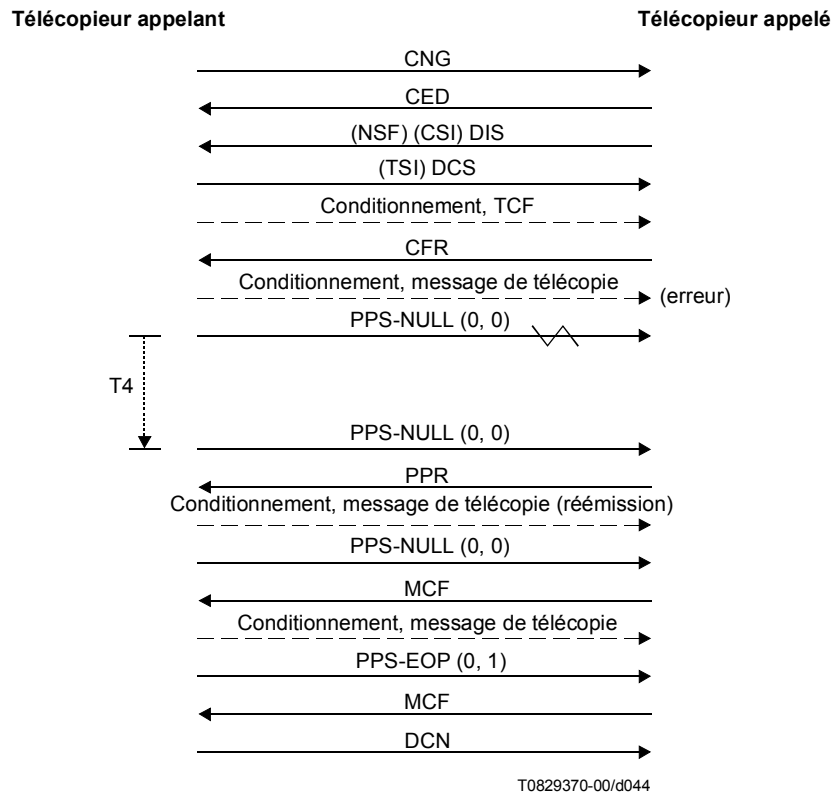 Télécopieur appelant
Télécopieur appelé
CNG
CED
(NSF) (CSI) DIS
(TSI) DCS
Conditionnement, TCF
CFR
Conditionnement, message de télécopie
(erreur)
PPS-NULL (0, 0)
T4
PPS-NULL (0, 0)
PPR
Conditionnement, message de télécopie (réémission)
PPS-NULL (0, 0)
MCF
Conditionnement, message de télécopie
PPS-EOP (0, 1)
MCF
DCN
T0829370-00/d044